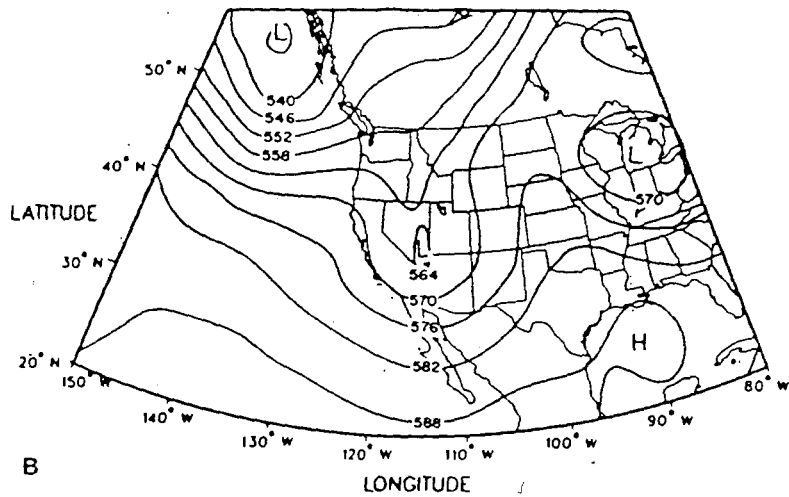 L
50° N
540
546
552
558
40° N
L
570
LATITUDE
L
30° N
564
570
576
H
582
20° N
150° W
588
80° W
140° W
90° W
130° W
100° W
120° W
110° W
B
LONGITUDE